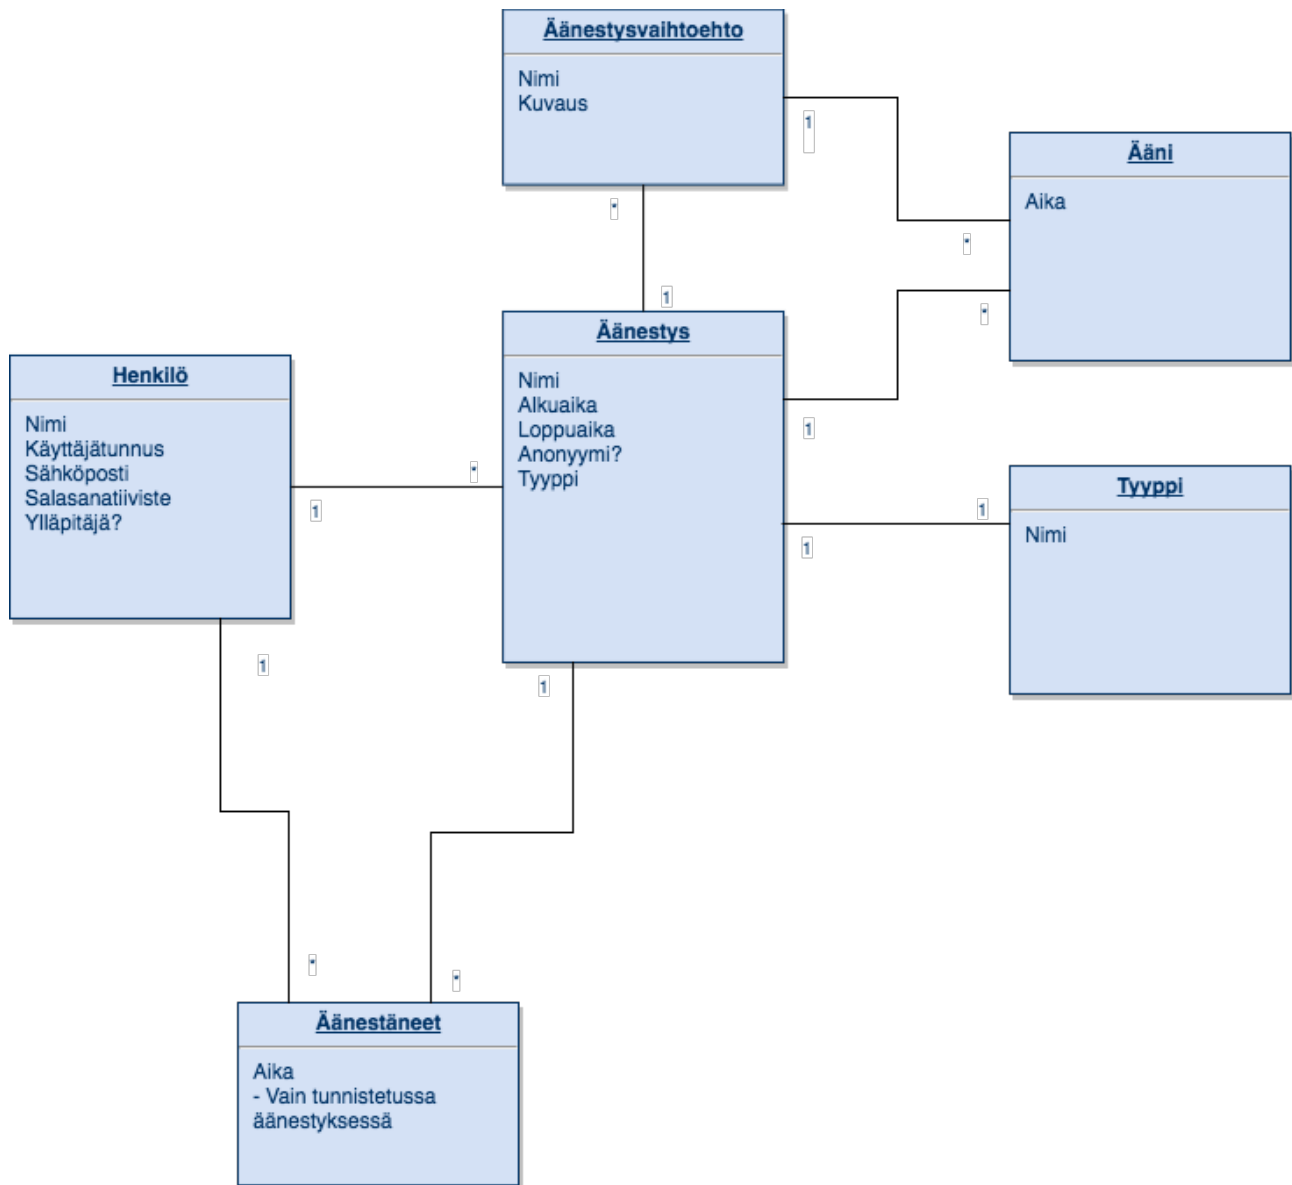 Äänestysvaihtoehto
Nimi
Kuvaus
1
*
Ääni
Aika
*
*
1
Äänestys
Nimi
Alkuaika
Loppuaika
Anonyymi?
Tyyppi
1
Henkilö
Nimi
Käyttäjätunnus
Sähköposti
Salasanatiiviste
Ylläpitäjä?
*
1
Tyyppi
Nimi
1
1
1
1
*
*
Äänestäneet
Aika
- Vain tunnistetussa
äänestyksessä